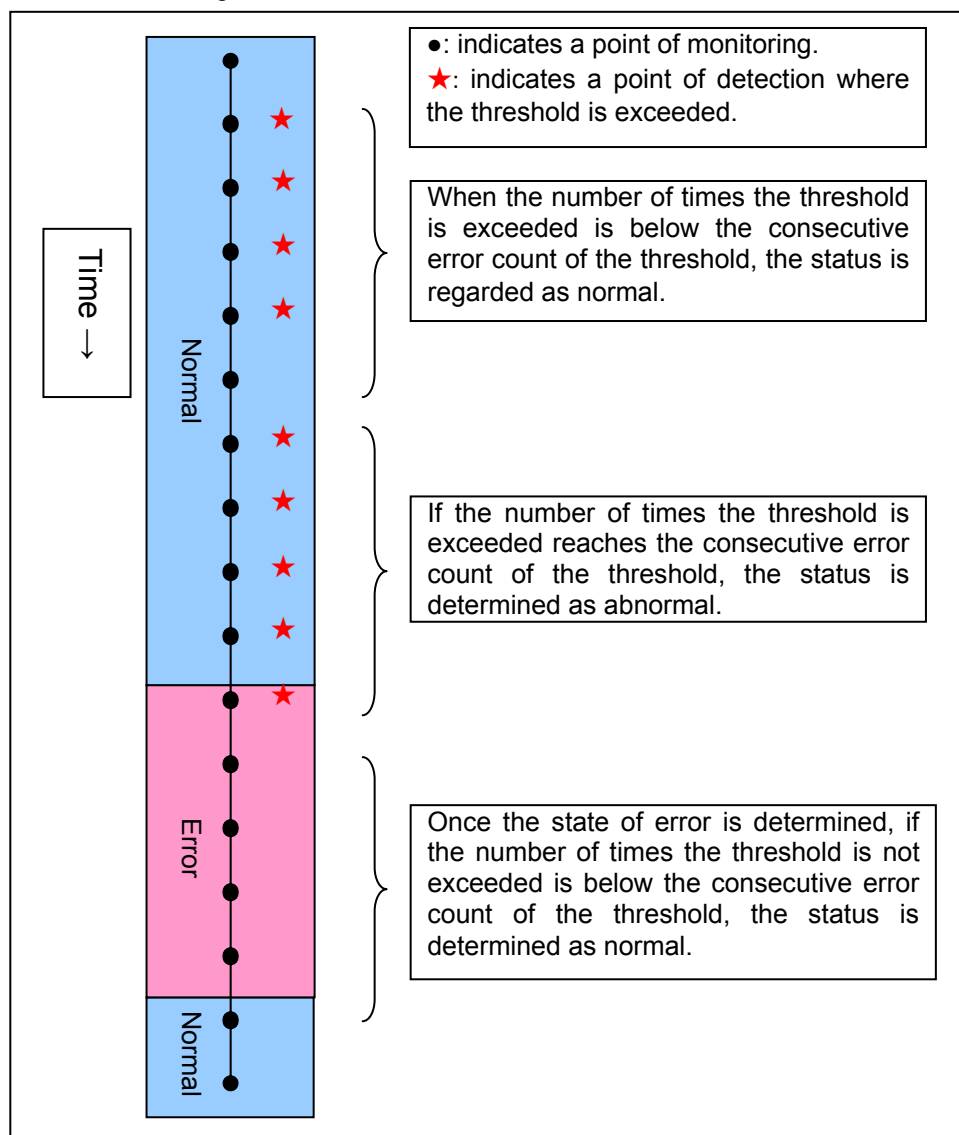 ●: indicates a point of monitoring.
★: indicates a point of detection where
the threshold is exceeded.
When the number of times the threshold
is exceeded is below the consecutive
error count of the threshold, the status is
regarded as normal.
Time →
Normal
If the number of times the threshold is
exceeded reaches the consecutive error
count of the threshold, the status is
determined as abnormal.
Error
Once the state of error is determined, if
the number of times the threshold is not
exceeded is below the consecutive error
count of the threshold, the status is
determined as normal.
Normal